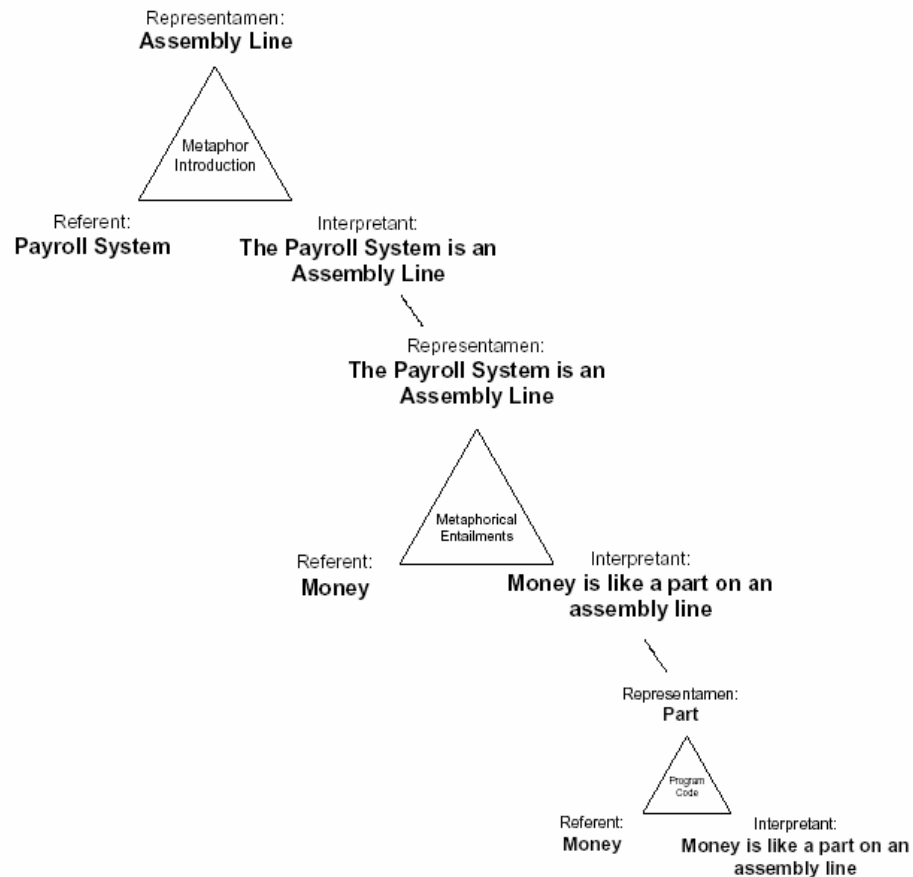 Representamen:
Assembly Line
Metaphor
Introduction
Referent:
Payroll System
Interpretant:
The Payroll System is an
Assembly Line
Representamen:
The Payroll System is an
Assembly Line
Metaphorical
Entailments
Referent:
Money
Interpretant:
Money is like a part on an
assembly line
Representamen:
Part
Program
Code
Referent:
Money
Interpretant:
Money is like a part on an
assembly line